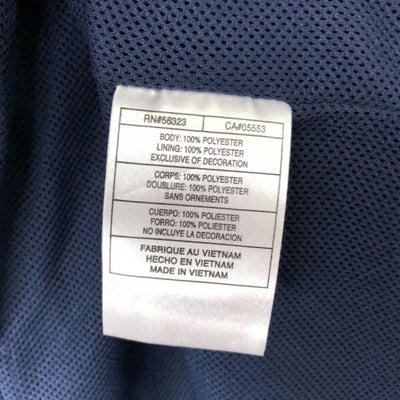 RN#56323 CA#05553
BODY: 100% POLYESTER
LINING: 100% POLYESTER
EXCLUSIVE OF DECORATION
CORPS: 100% POLYESTER
DOUBLURE: 100% POLYESTER
SANS ORNEMENTS
CUERPO: 100% POLIESTER
FORRO: 100% POLIESTER
NO INCLUYE LA DECORACION
FABRIQUE AU VIETNAM
HECHO EN VIETNAM
MADE IN VIETNAM